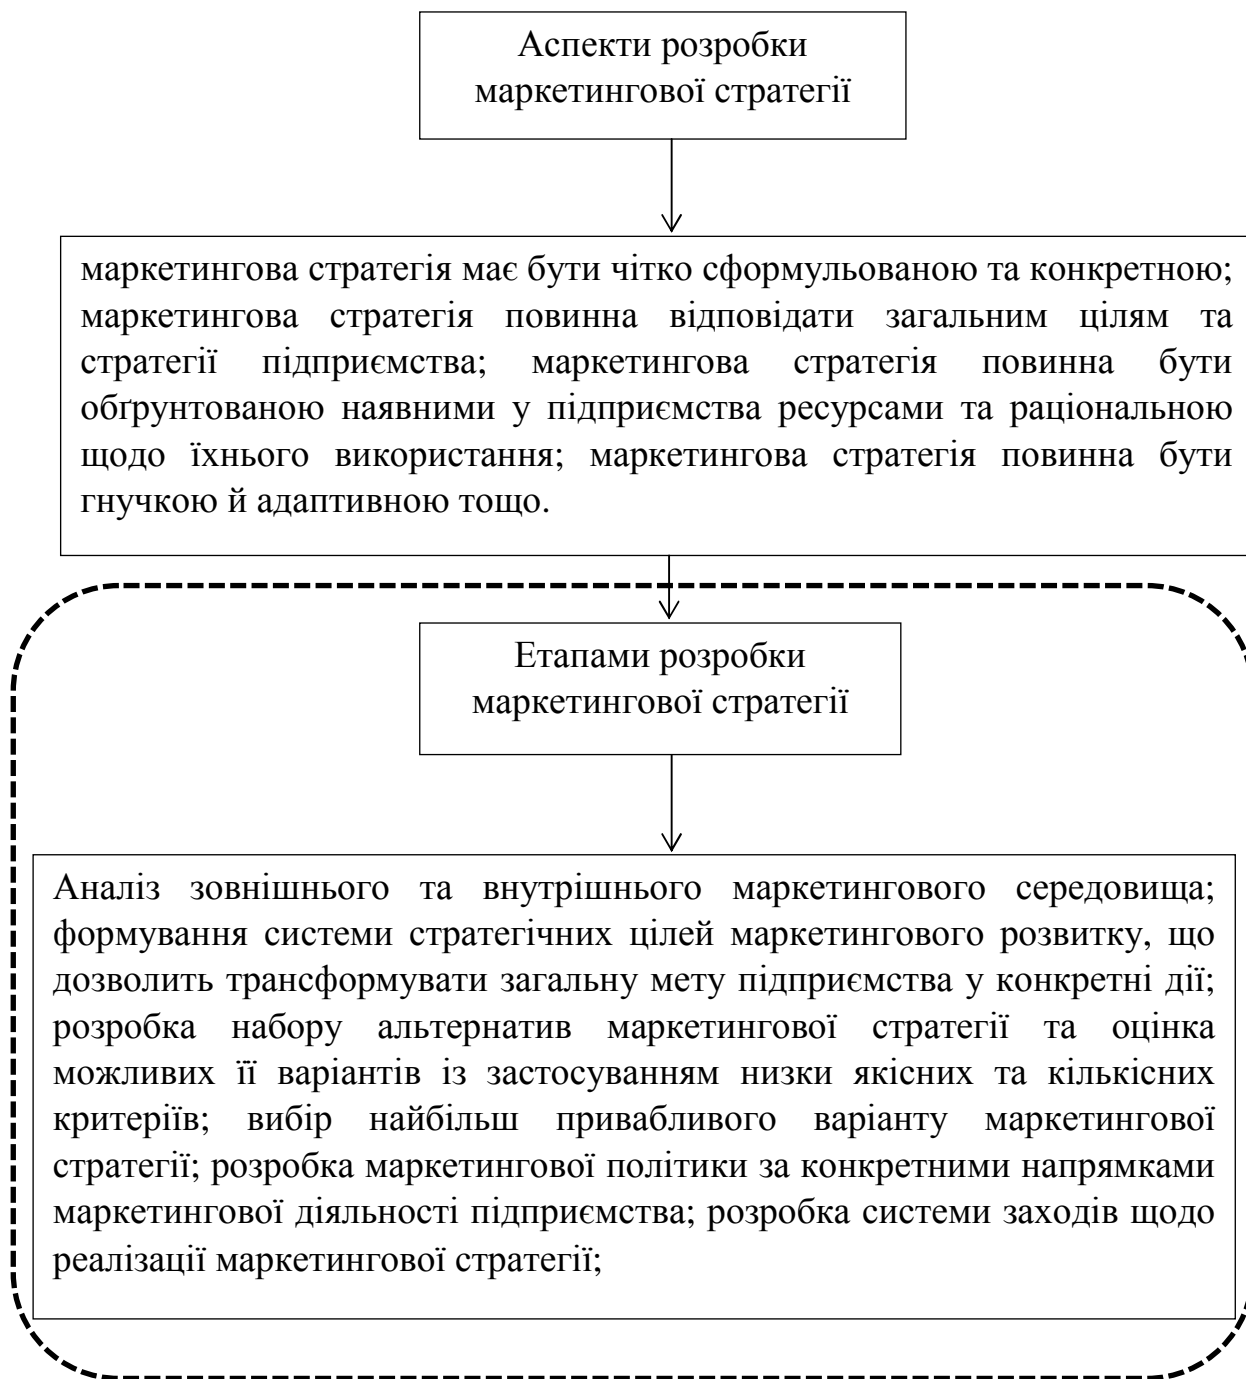 Аспекти розробки
маркетингової стратегії
маркетингова стратегія має бути чітко сформульованою та конкретною;
маркетингова стратегія повинна відповідати загальним цілям та
стратегії підприємства; маркетингова стратегія повинна бути
обґрунтованою наявними у підприємства ресурсами та раціональною
щодо їхнього використання; маркетингова стратегія повинна бути
гнучкою й адаптивною тощо.
Етапами розробки
маркетингової стратегії
Аналіз зовнішнього та внутрішнього маркетингового середовища;
формування системи стратегічних цілей маркетингового розвитку, що
дозволить трансформувати загальну мету підприємства у конкретні дії;
розробка набору альтернатив маркетингової стратегії та оцінка
можливих її варіантів із застосуванням низки якісних та кількісних
критеріїв; вибір найбільш привабливого варіанту маркетингової
стратегії; розробка маркетингової політики за конкретними напрямками
маркетингової діяльності підприємства; розробка системи заходів щодо
реалізації маркетингової стратегії;